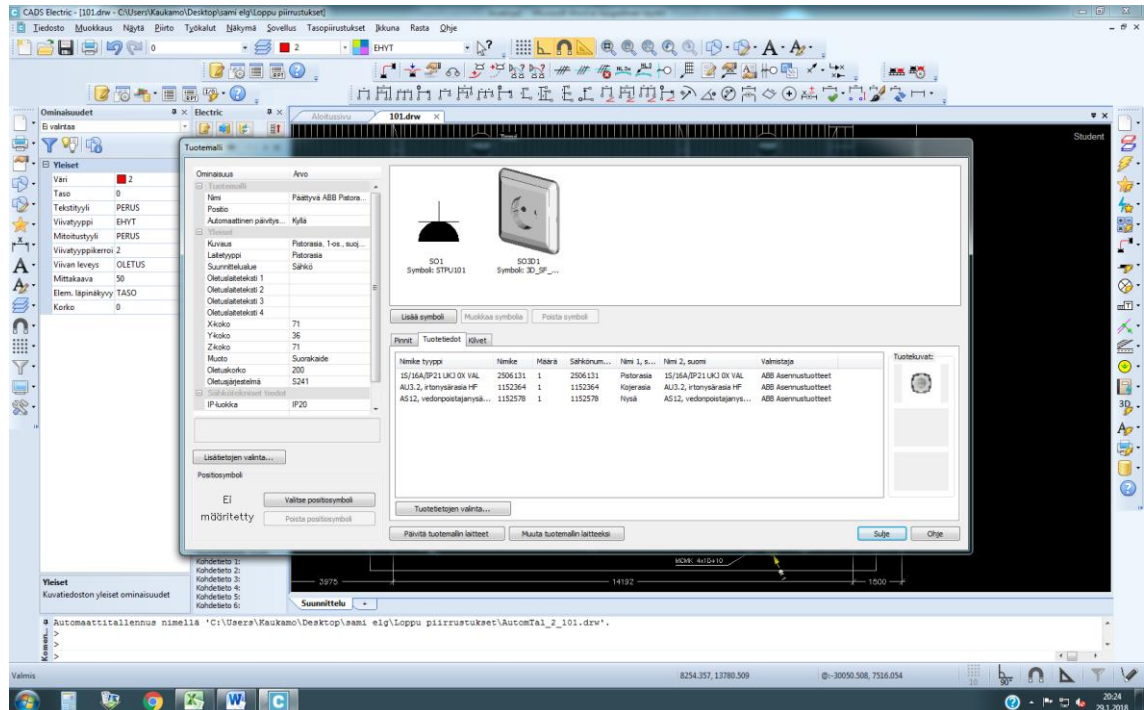 CADS Electric - [101.drw - C:\Users\Kaukamo\Desktop\sami elg\Loppu piirrustukset]
Tiedosto Muokkaus Näytä Piirto Työkalut Näkymä Sovellus Tasopiirustukset Ikkuna Rasta Ohje
0 2 EHYT
Ominaisuudet
Ei valintaa
Yleiset
Väri 2
Taso 0
Tekstityyli PERUS
Viivatyyppi EHYT
Mitoitustyyli PERUS
Viivatyyppikerroi 2
Viivan leveys OLETUS
Mittakaava 50
Elem. läpinäkyvy TASO
Korko 0
Electric
Aloitussivu 101.drw
Student
Tuotemalli
Ominaisuus Arvo
Tuotemalli
Nimi Päättyvä ABB Pistora...
Positio
Automaattinen päivitys... Kyllä
Yleiset
Kuvaus Pistorasia, 1-os., suoj...
Laitetyyppi Pistorasia
Suunnittelualue Sähkö
Oletuslaiteteksti 1
Oletuslaiteteksti 2
Oletuslaiteteksti 3
Oletuslaiteteksti 4
X-koko 71
Y-koko 36
Z-koko 71
Muoto Suorakaide
Oletuskorko 200
Oletusjärjestelmä S241
Sähkötekniset tiedot
IP-luokka IP20
Lisätietojen valinta...
Positiosymboli
Ei määritetty
Valitse positiosymboli
Poista positiosymboli
SO1
Symboli: STPU101
SO3D1
Symboli: 3D_SF_...
Lisää symboli Muokkaa symbolia Poista symboli
Pinnit Tuotetiedot Kilvet
Nimike tyyppi Nimike Määrä Sähkönum... Nimi 1, s... Nimi 2, suomi Valmistaja
1S/16A/IP21 UKJ 0X VAL 2506131 1 2506131 Pistorasia 1S/16A/IP21 UKJ 0X VAL ABB Asennustuotteet
AU3.2, irtonysärasia HF 1152364 1 1152364 Kojerasia AU3.2, irtonysärasia HF ABB Asennustuotteet
AS12, vedonpoistajanysä... 1152578 1 1152578 Nysä AS12, vedonpoistajanys... ABB Asennustuotteet
Tuotekuvat:
Tuotetietojen valinta...
Päivitä tuotemallin laitteet Muuta tuotemallin laitteeksi Sulje Ohje
Kohdetieto 1:
Kohdetieto 2:
Kohdetieto 3:
Kohdetieto 4:
Kohdetieto 5:
Kohdetieto 6:
MCMK 4x10+10
3975 14192 1500
Yleiset
Kuvatiedoston yleiset ominaisuudet
Suunnittelu +
Automaattitallennus nimellä 'C:\Users\Kaukamo\Desktop\sami elg\Loppu piirrustukset\AutomTal_2_101.drw'.
>
>
>
Komen...
Valmis 8254.357, 13780.509 @:-30050.508, 7516.054 10 90°
20:24
29.1.2018